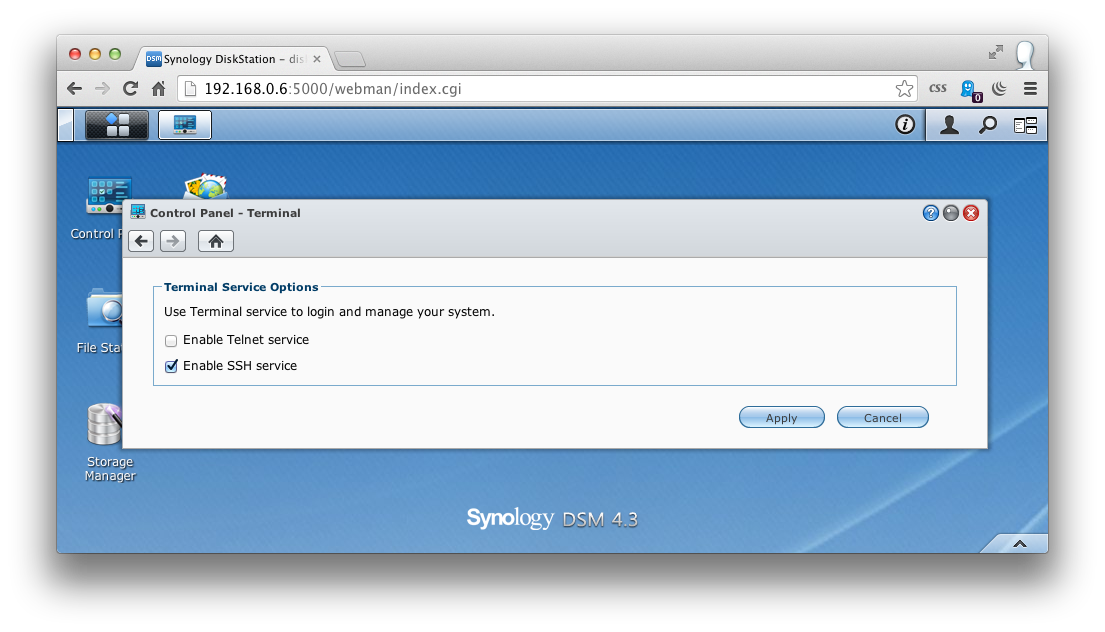 DSM Synology DiskStation – dis
192.168.0.6:5000/webman/index.cgi
CSS
0
Control Panel - Terminal
Control P
Terminal Service Options
Use Terminal service to login and manage your system.
Enable Telnet service
File Sta
Enable SSH service
Apply
Cancel
Storage
Manager
Synology DSM 4.3